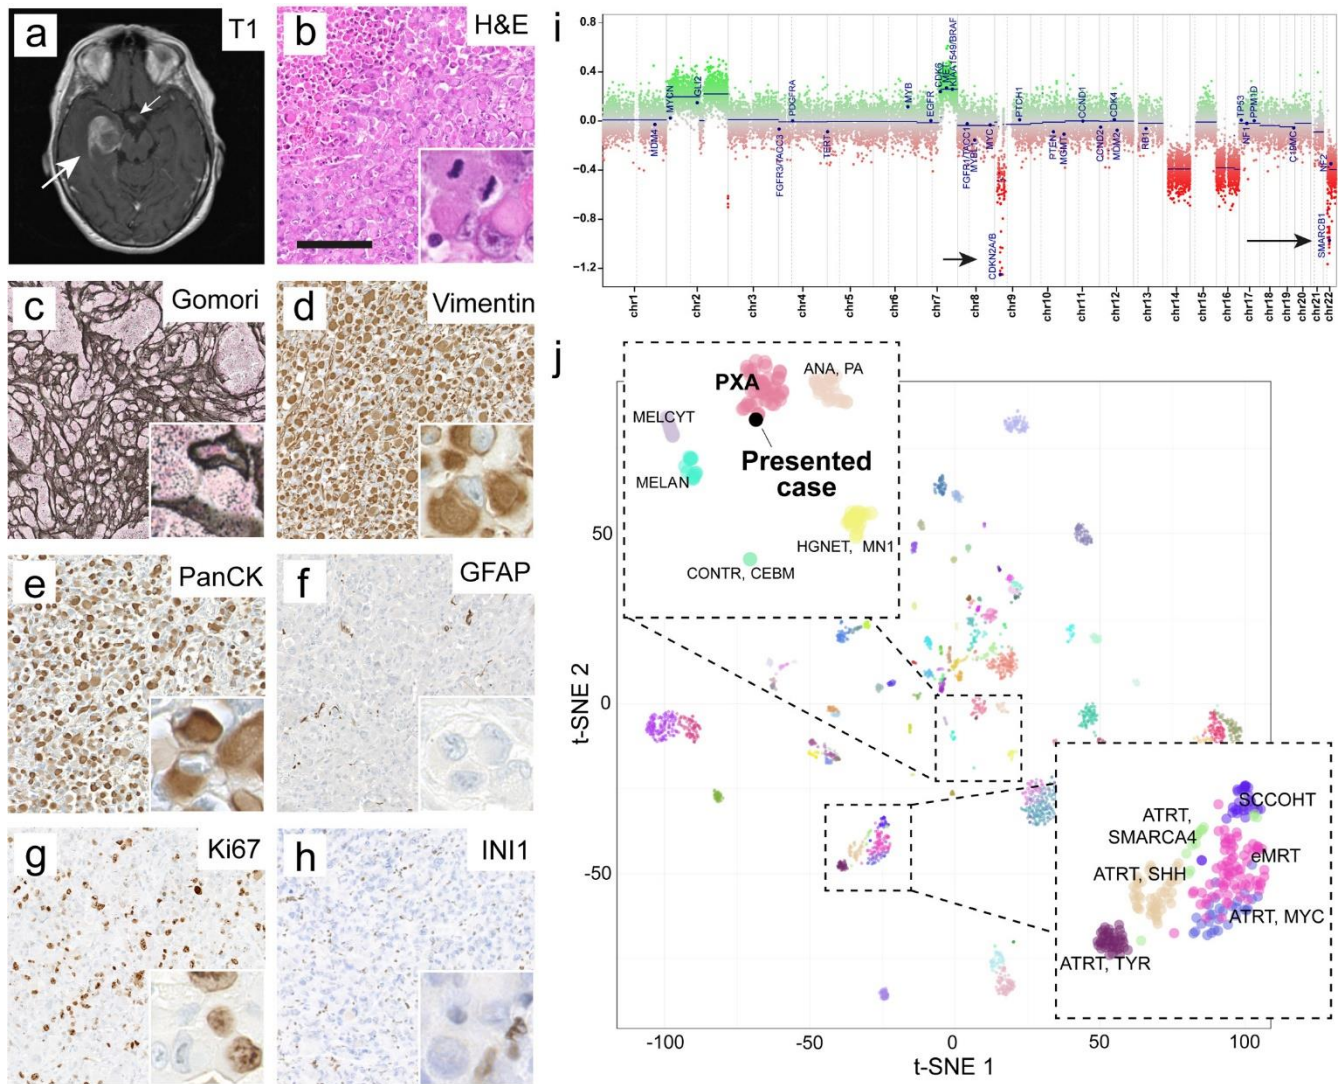 a
T1
b
H&E
c
Gomori
d
Vimentin
e
PanCK
f
GFAP
g
Ki67
h
INI1
i
0.8
0.4
0.0
-0.4
-0.8
-1.2
MDM4
MYCN
GLI2
FGFR3/TACC3
PDGFRA
TERT
MYB
EGFR
CDK6
MET
KIAA1549/BRAF
FGFR1/TACC1
MYBL1
MYC
CDKN2A/B
PTCH1
PTEN
MGMT
CCND1
CCND2
CDK4
MDM2
RB1
TP53
NF1
PPM1D
C19MC
SMARCB1
NF2
chr1
chr2
chr3
chr4
chr5
chr6
chr7
chr8
chr9
chr10
chr11
chr12
chr13
chr14
chr15
chr16
chr17
chr18
chr19
chr20
chr21
chr22
j
PXA
ANA, PA
MELCYT
Presented
case
MELAN
HGNET, MN1
CONTR, CEBM
50
0
-50
t-SNE 2
SCCOHT
ATRT,
SMARCA4
eMRT
ATRT, SHH
ATRT, MYC
ATRT, TYR
-100
-50
0
50
100
t-SNE 1